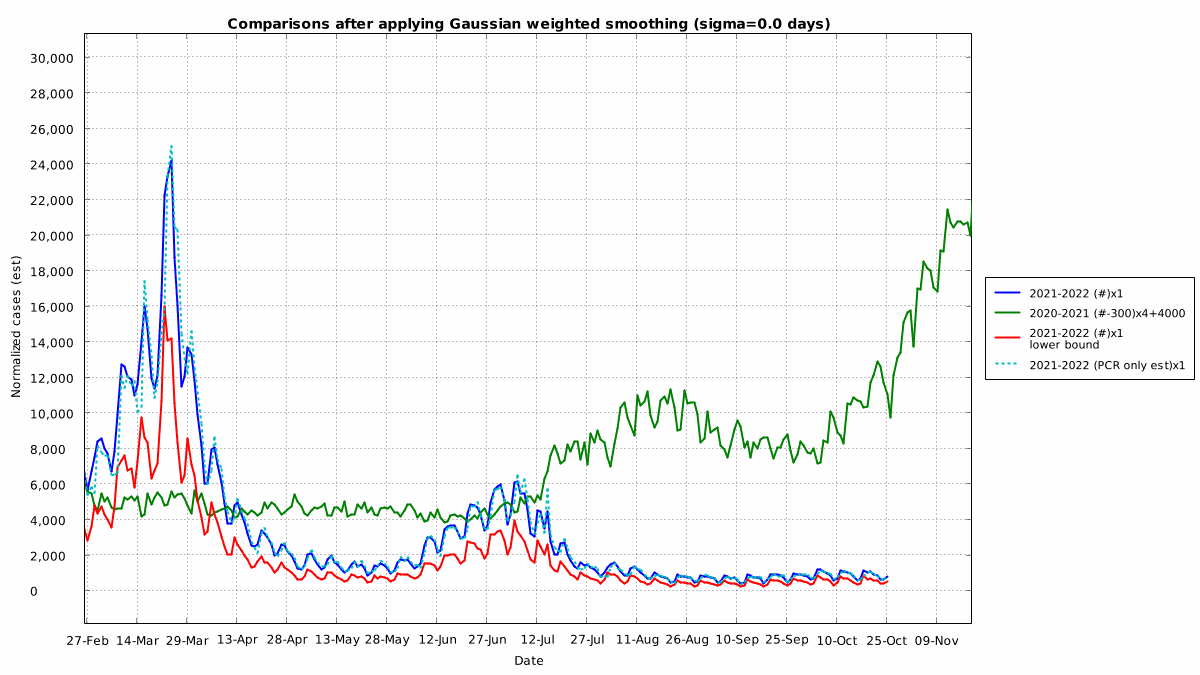 Comparisons after applying Gaussian weighted smoothing (sigma=0.0 days)
30,000
28,000
26,000
24,000
22,000
20,000
18,000
16,000
14,000
12,000
10,000
8,000
6,000
4,000
2,000
0
Normalized cases (est)
27-Feb 14-Mar 29-Mar 13-Apr 28-Apr 13-May 28-May 12-Jun 27-Jun 12-Jul 27-Jul 11-Aug 26-Aug 10-Sep 25-Sep 10-Oct 25-Oct 09-Nov
Date
2021-2022 (#)x1
2020-2021 (#-300)x4+4000
2021-2022 (#)x1
lower bound
2021-2022 (PCR only est)x1